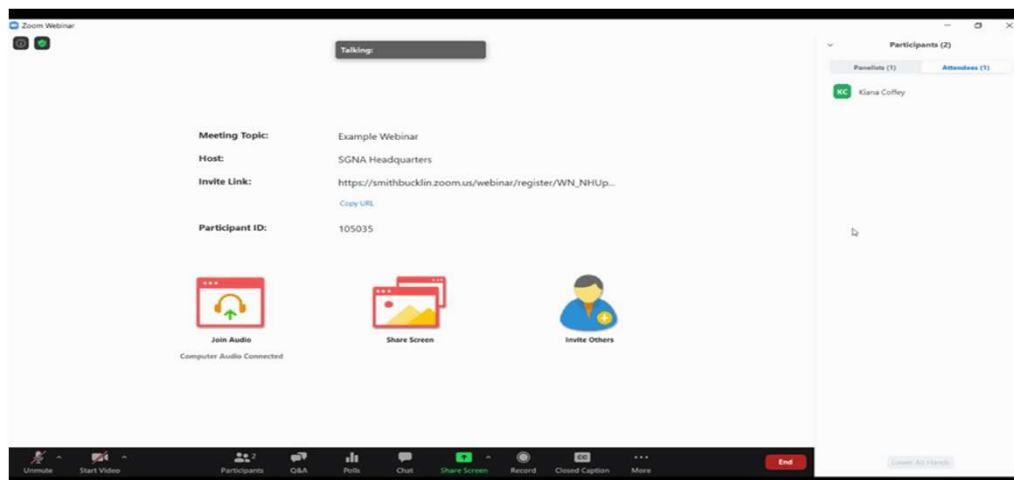 Zoom Webinar
Talking:
Participants (2)
Panelists (1) Attendees (1)
KC Kiana Coffey
Meeting Topic: Example Webinar
Host: SGNA Headquarters
Invite Link: https://smithbucklin.zoom.us/webinar/register/WN_NHUp...
Copy URL
Participant ID: 105035
Join Audio Share Screen Invite Others
Computer Audio Connected
2
Unmute Start Video Participants Q&A Polls Chat Share Screen Record CC Closed Caption More End
Lower All Hands